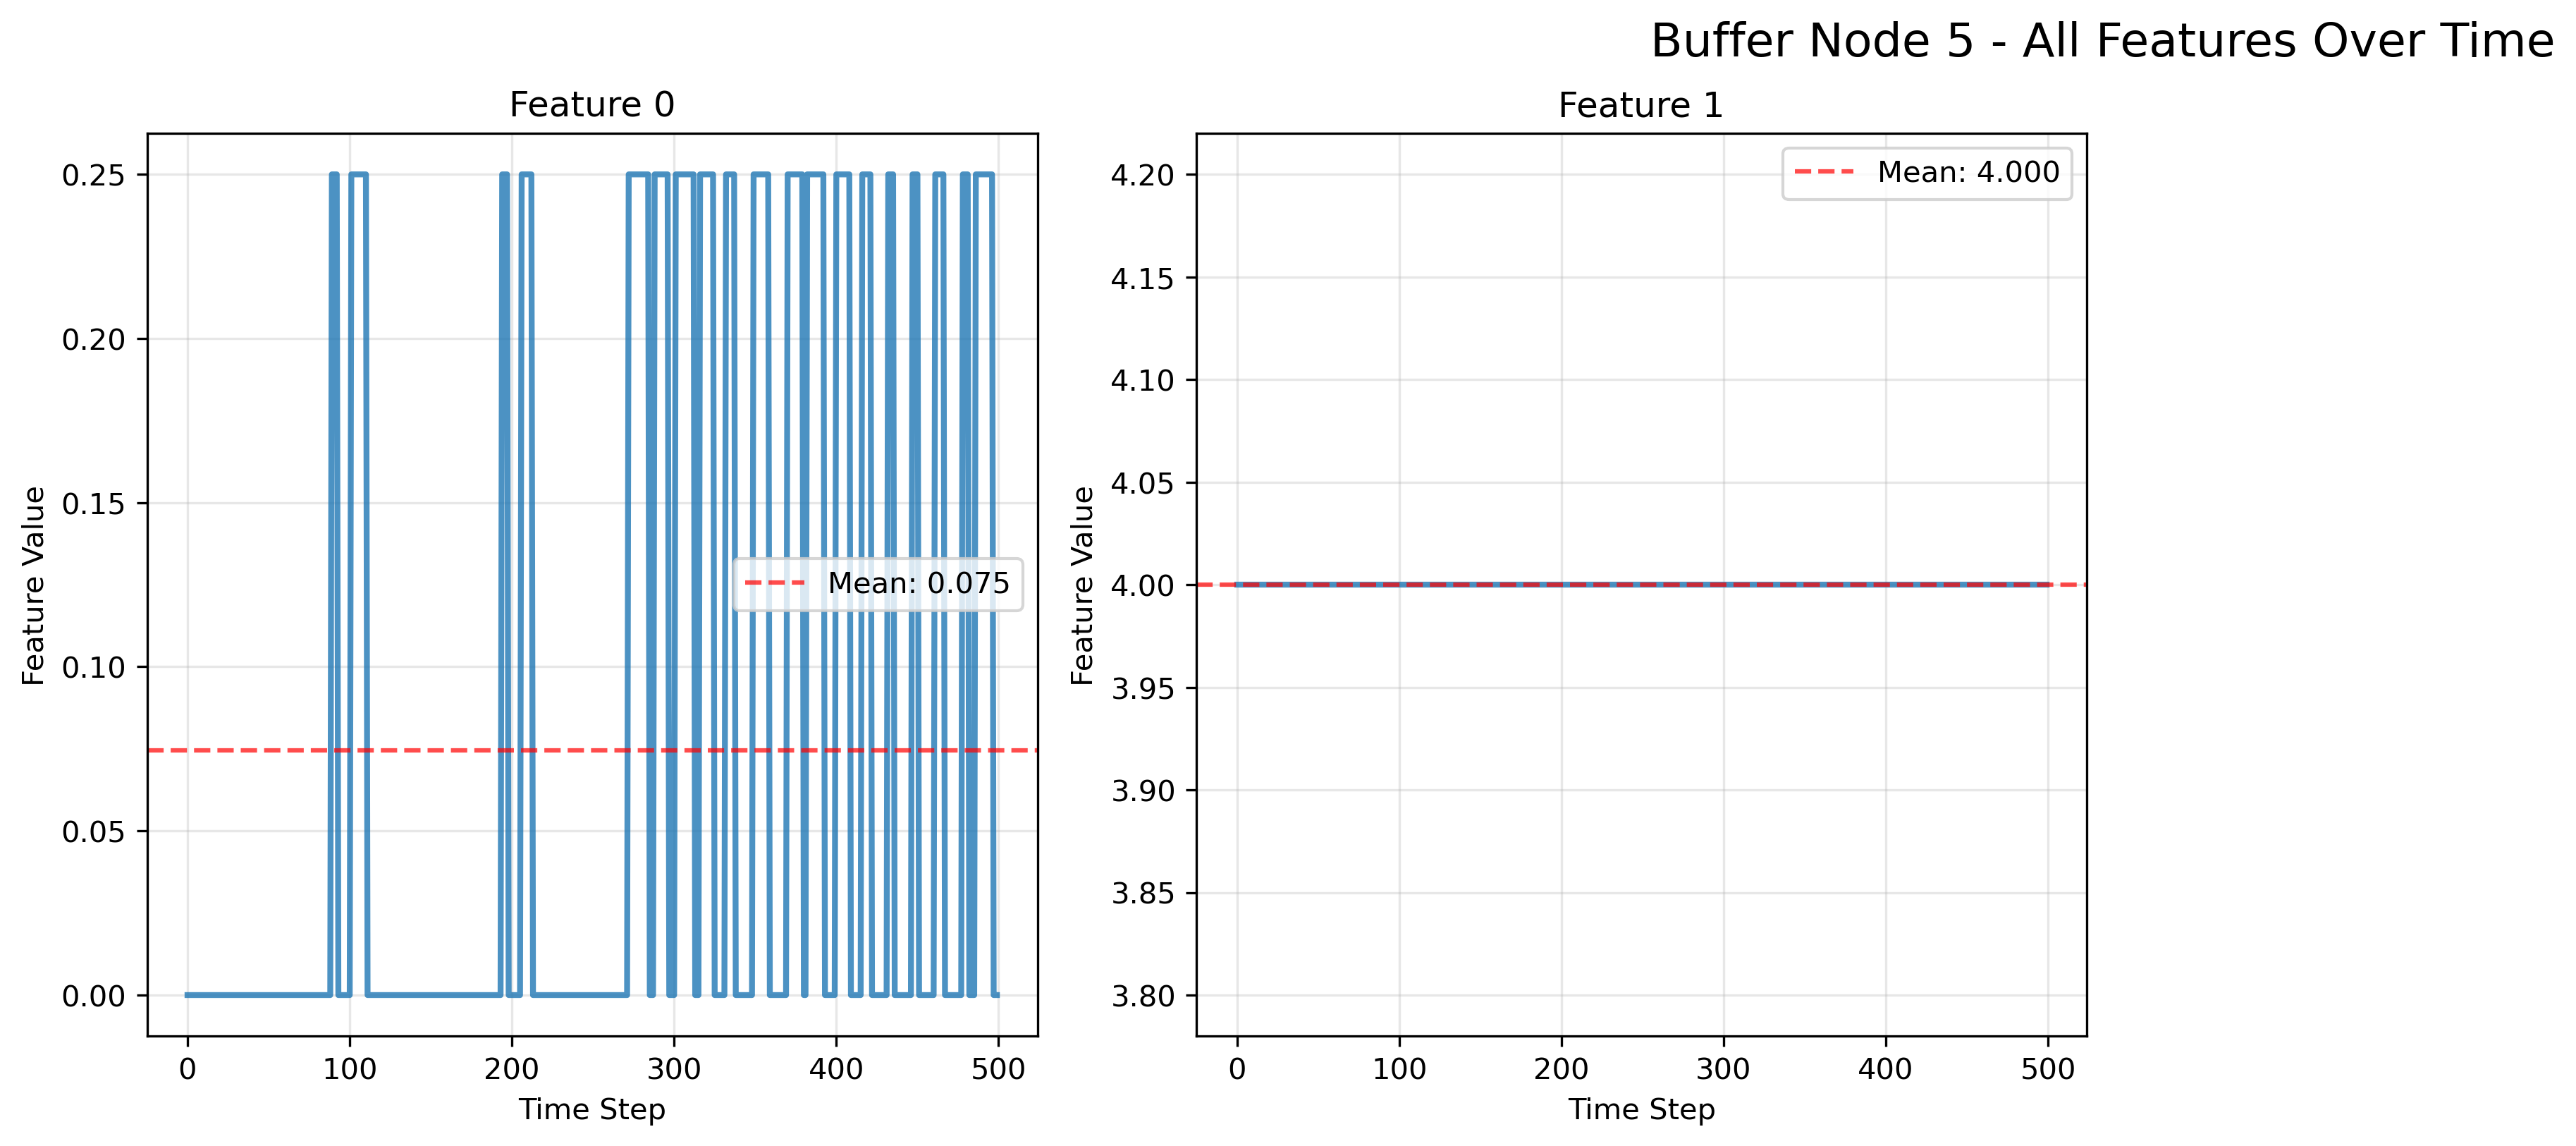 Buffer Node 5 - All Features Over Time
Feature 0
Feature Value
0.25
0.20
0.15
0.10
0.05
0.00
Mean: 0.075
0 100 200 300 400 500
Time Step
Feature 1
Feature Value
4.20
4.15
4.10
4.05
4.00
3.95
3.90
3.85
3.80
Mean: 4.000
0 100 200 300 400 500
Time Step